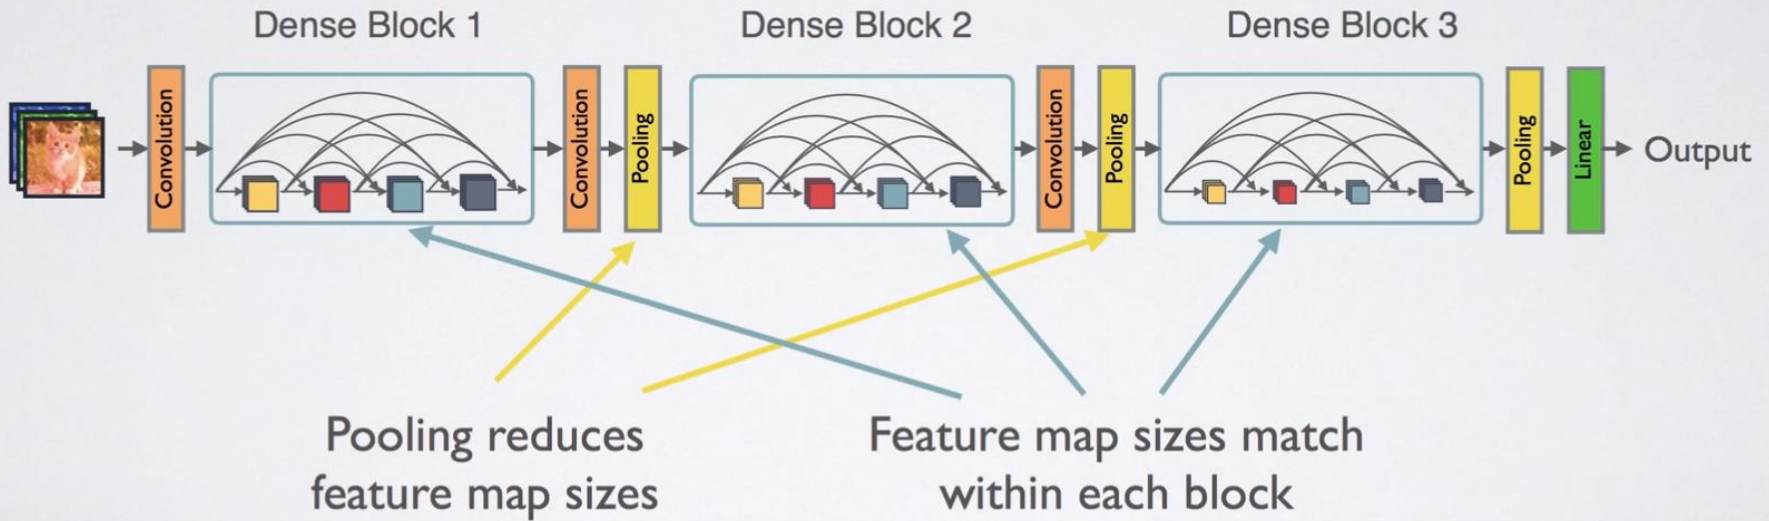 Dense Block 1
Dense Block 2
Dense Block 3
Convolution
Convolution
Pooling
Convolution
Pooling
Pooling
Linear
Output
Pooling reduces
feature map sizes
Feature map sizes match
within each block